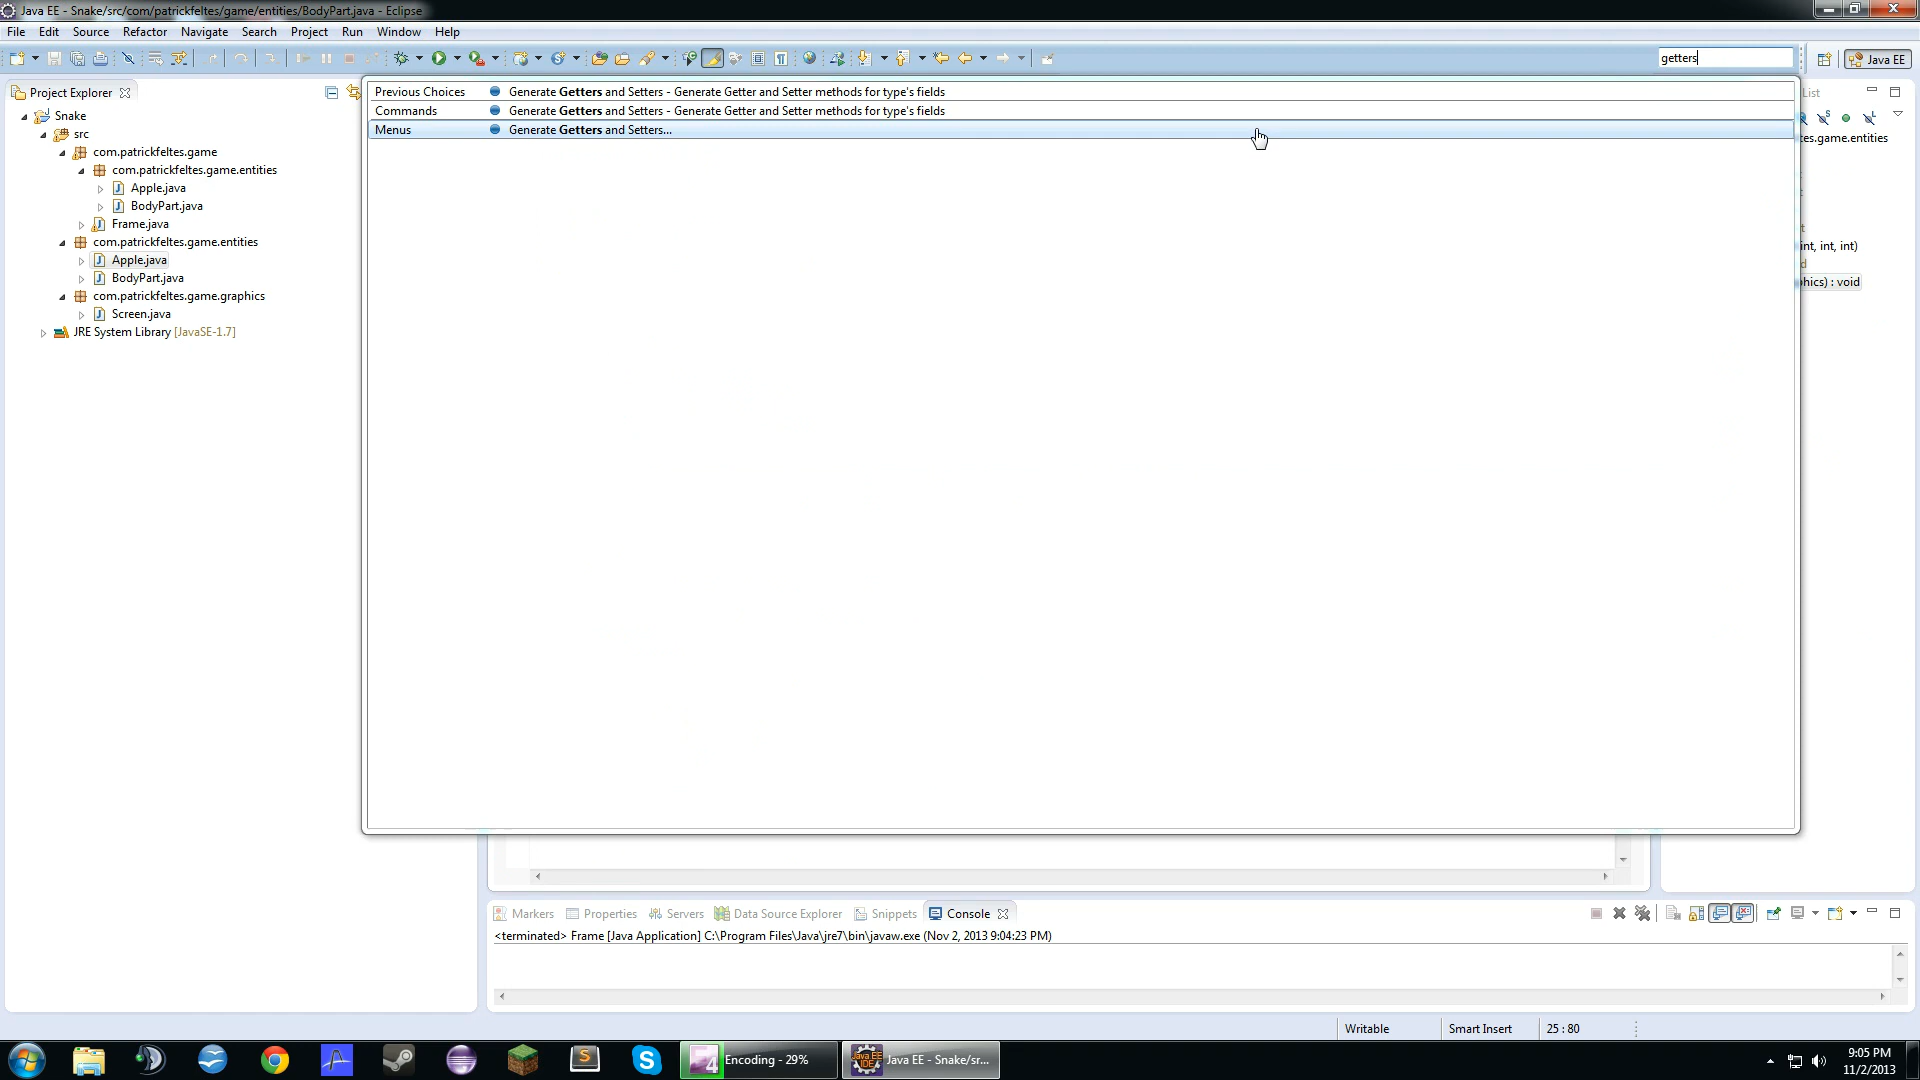 Java EE - Snake/src/com/patrickfeltes/game/entities/BodyPart.java - Eclipse
File Edit Source Refactor Navigate Search Project Run Window Help
getters
Java EE
Project Explorer
List
Previous Choices Generate Getters and Setters - Generate Getter and Setter methods for type's fields
Commands Generate Getters and Setters - Generate Getter and Setter methods for type's fields
Menus Generate Getters and Setters...
Snake
src
com.patrickfeltes.game
com.patrickfeltes.game.entities
Apple.java
BodyPart.java
Frame.java
com.patrickfeltes.game.entities
Apple.java
BodyPart.java
com.patrickfeltes.game.graphics
Screen.java
JRE System Library [JavaSE-1.7]
tes.game.entities
int, int, int)
hics) : void
Markers Properties Servers Data Source Explorer Snippets Console
<terminated> Frame [Java Application] C:\Program Files\Java\jre7\bin\javaw.exe (Nov 2, 2013 9:04:23 PM)
Writable Smart Insert 25 : 80
Encoding - 29%
Java EE - Snake/sr...
9:05 PM
11/2/2013